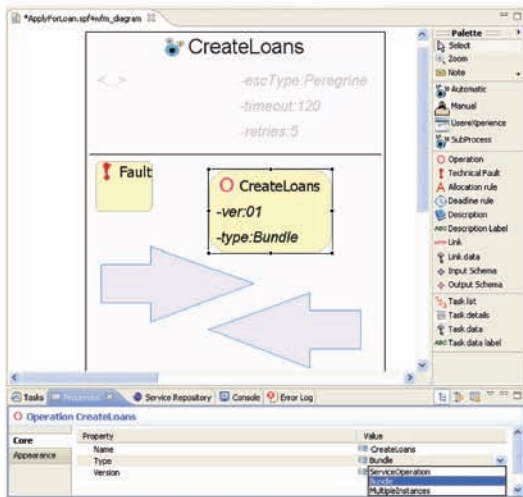 *ApplyForLoan.spf4wfm_diagram
CreateLoans
<...>
-escType:Peregrine
-timeout:120
-retries:5
Fault
CreateLoans
-ver:01
-type:Bundle
Palette
Select
Zoom
Note
Automatic
Manual
UsereXperience
SubProcess
Operation
Technical Fault
Allocation rule
Deadline rule
Description
ABC Description Label
Link
Link data
Input Schema
Output Schema
Task list
Task details
Task data
ABC Task data label
Tasks Properties Service Repository Console Error Log
Operation CreateLoans
Core
Appearance
Property Value
Name CreateLoans
Type Bundle
Version ServiceOperation
Bundle
MultipleInstances